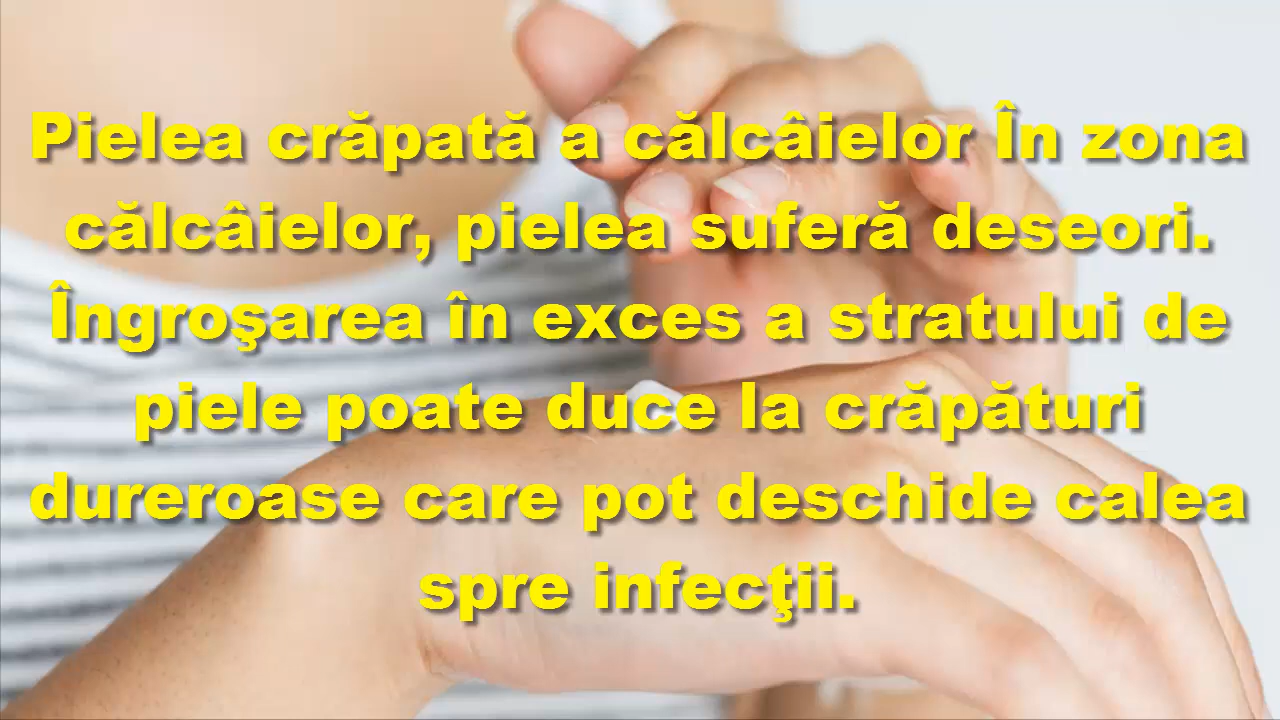 Pielea crăpată a călcâielor În zona
călcâielor, pielea suferă deseori.
Îngroşarea în exces a stratului de
piele poate duce la crăpături
dureroase care pot deschide calea
spre infecţii.